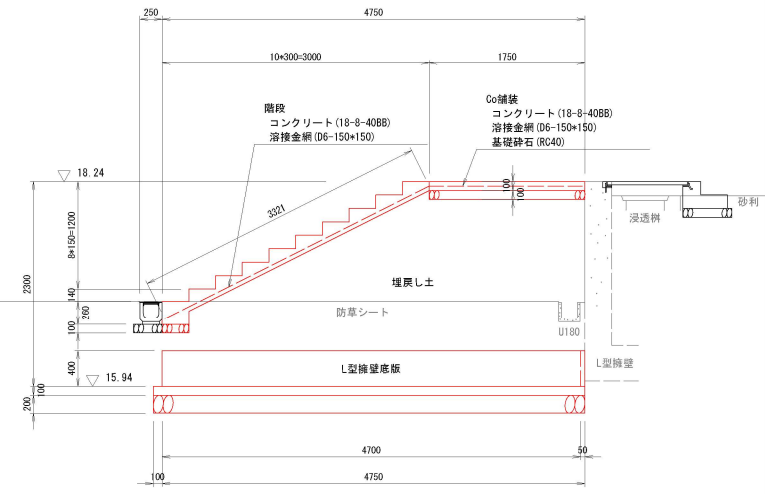 250
4750
10*300=3000
1750
階段
コンクリート(18-8-40BB)
溶接金網(D6-150*150)
Co舗装
コンクリート(18-8-40BB)
溶接金網(D6-150*150)
基礎砕石(RC40)
18.24
100
100
砂利
浸透桝
3321
8*150=1200
2300
140
埋戻し土
260
防草シート
100
U180
L型擁壁
400
15.94
L型擁壁底版
100
200
4700
50
100
4750